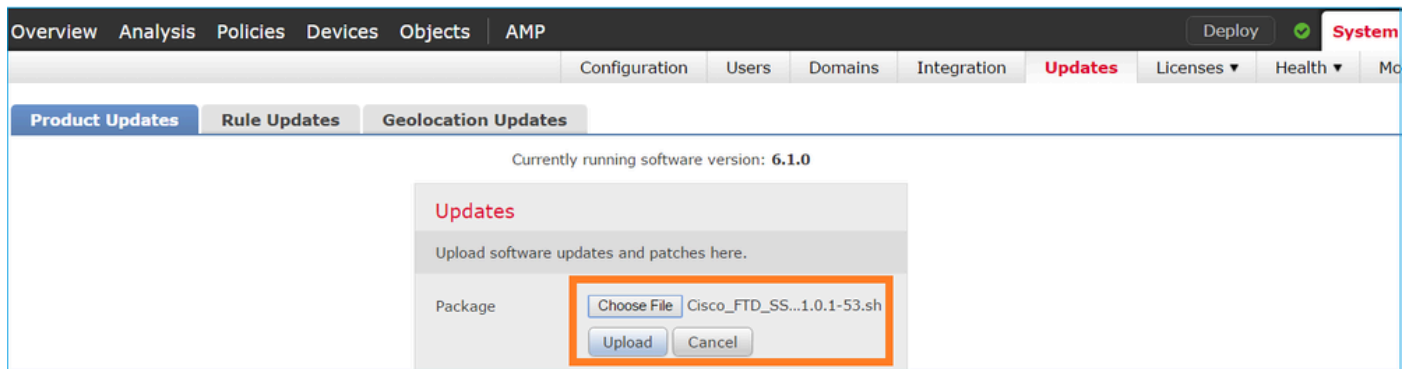 Overview Analysis Policies Devices Objects AMP Deploy System
Configuration Users Domains Integration Updates Licenses ▼ Health ▼ Mo
Product Updates Rule Updates Geolocation Updates
Currently running software version: 6.1.0
Updates
Upload software updates and patches here.
Package Choose File Cisco_FTD_SS...1.0.1-53.sh
Upload Cancel